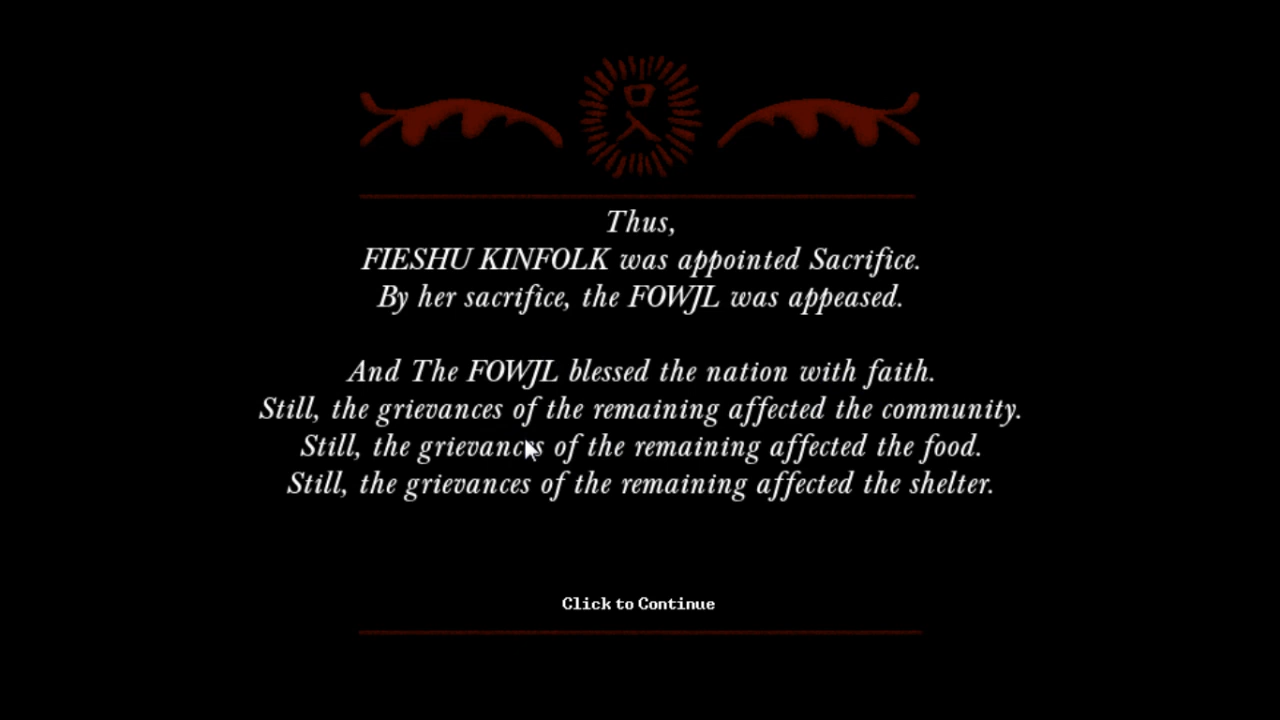 Thus,
FIESHU KINFOLK was appointed Sacrifice.
By her sacrifice, the FOWJL was appeased.
And The FOWJL blessed the nation with faith.
Still, the grievances of the remaining affected the community.
Still, the grievances of the remaining affected the food.
Still, the grievances of the remaining affected the shelter.
Click to Continue